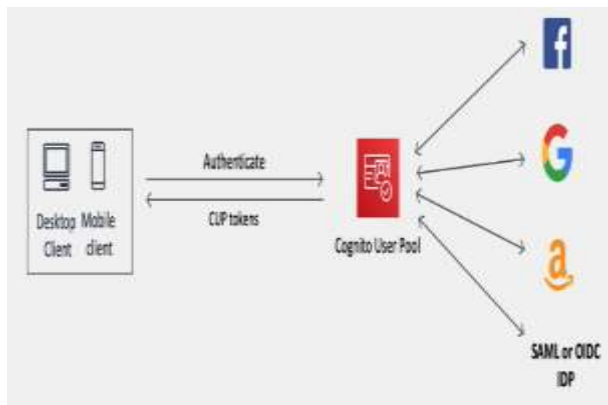 Authenticate
CUP tokens
Desktop Mobile
Client client
Cognito User Pool
SAML or OIDC
IDP